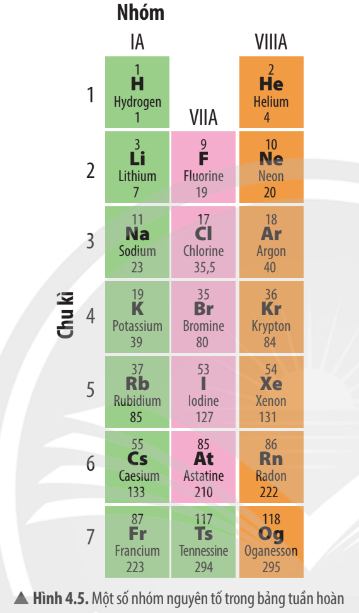 Nhóm
IA
VIIIA
1
H
Hydrogen
1
2
He
Helium
4
1
VIIA
3
Li
Lithium
7
9
F
Fluorine
19
10
Ne
Neon
20
2
11
Na
Sodium
23
17
Cl
Chlorine
35,5
18
Ar
Argon
40
3
19
K
Potassium
39
35
Br
Bromine
80
36
Kr
Krypton
84
4
Chu kì
37
Rb
Rubidium
85
53
I
Iodine
127
54
Xe
Xenon
131
5
55
Cs
Caesium
133
85
At
Astatine
210
86
Rn
Radon
222
6
87
Fr
Francium
223
117
Ts
Tennessine
294
118
Og
Oganesson
295
7
▲ Hình 4.5. Một số nhóm nguyên tố trong bảng tuần hoàn